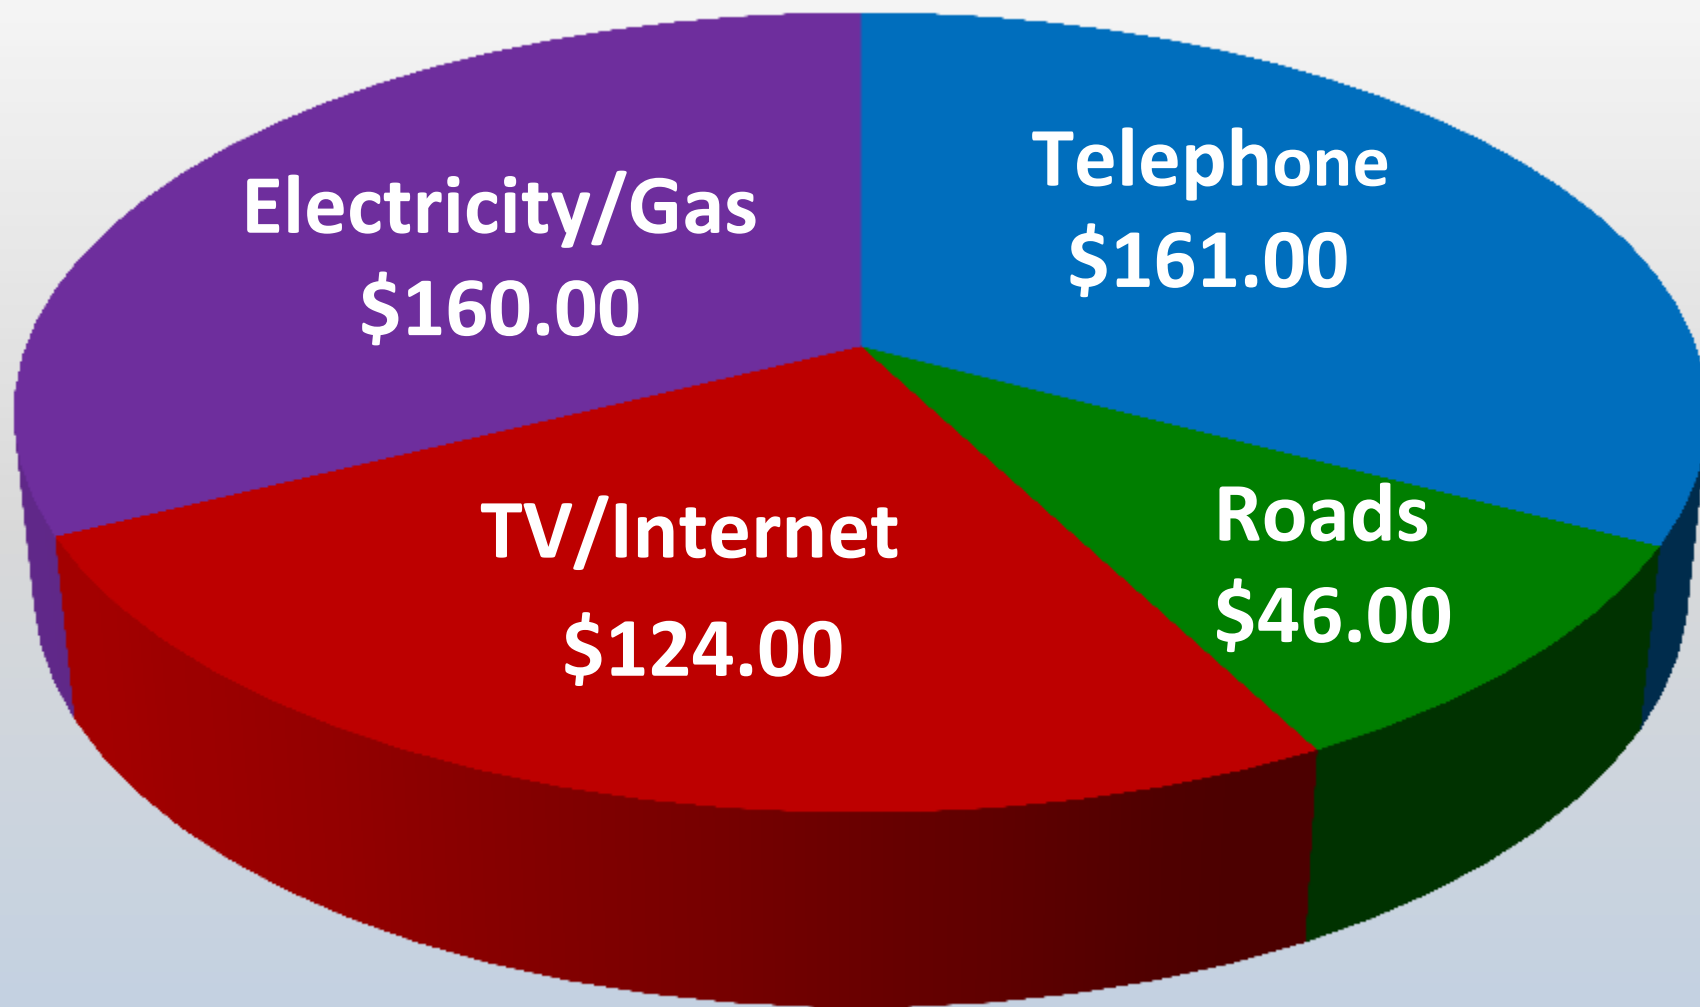 Telephone
$161.00
Electricity/Gas
$160.00
Roads
$46.00
TV/Internet
$124.00